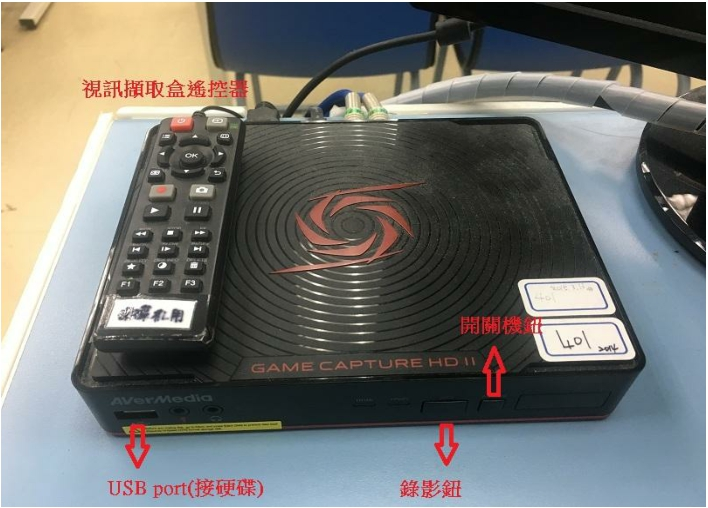 視訊擷取盒遙控器
OK
F1 F2 F3
開關機鈕
401
2014
GAME CAPTURE HD II
AVerMedia
USB port(接硬碟)
錄影鈕